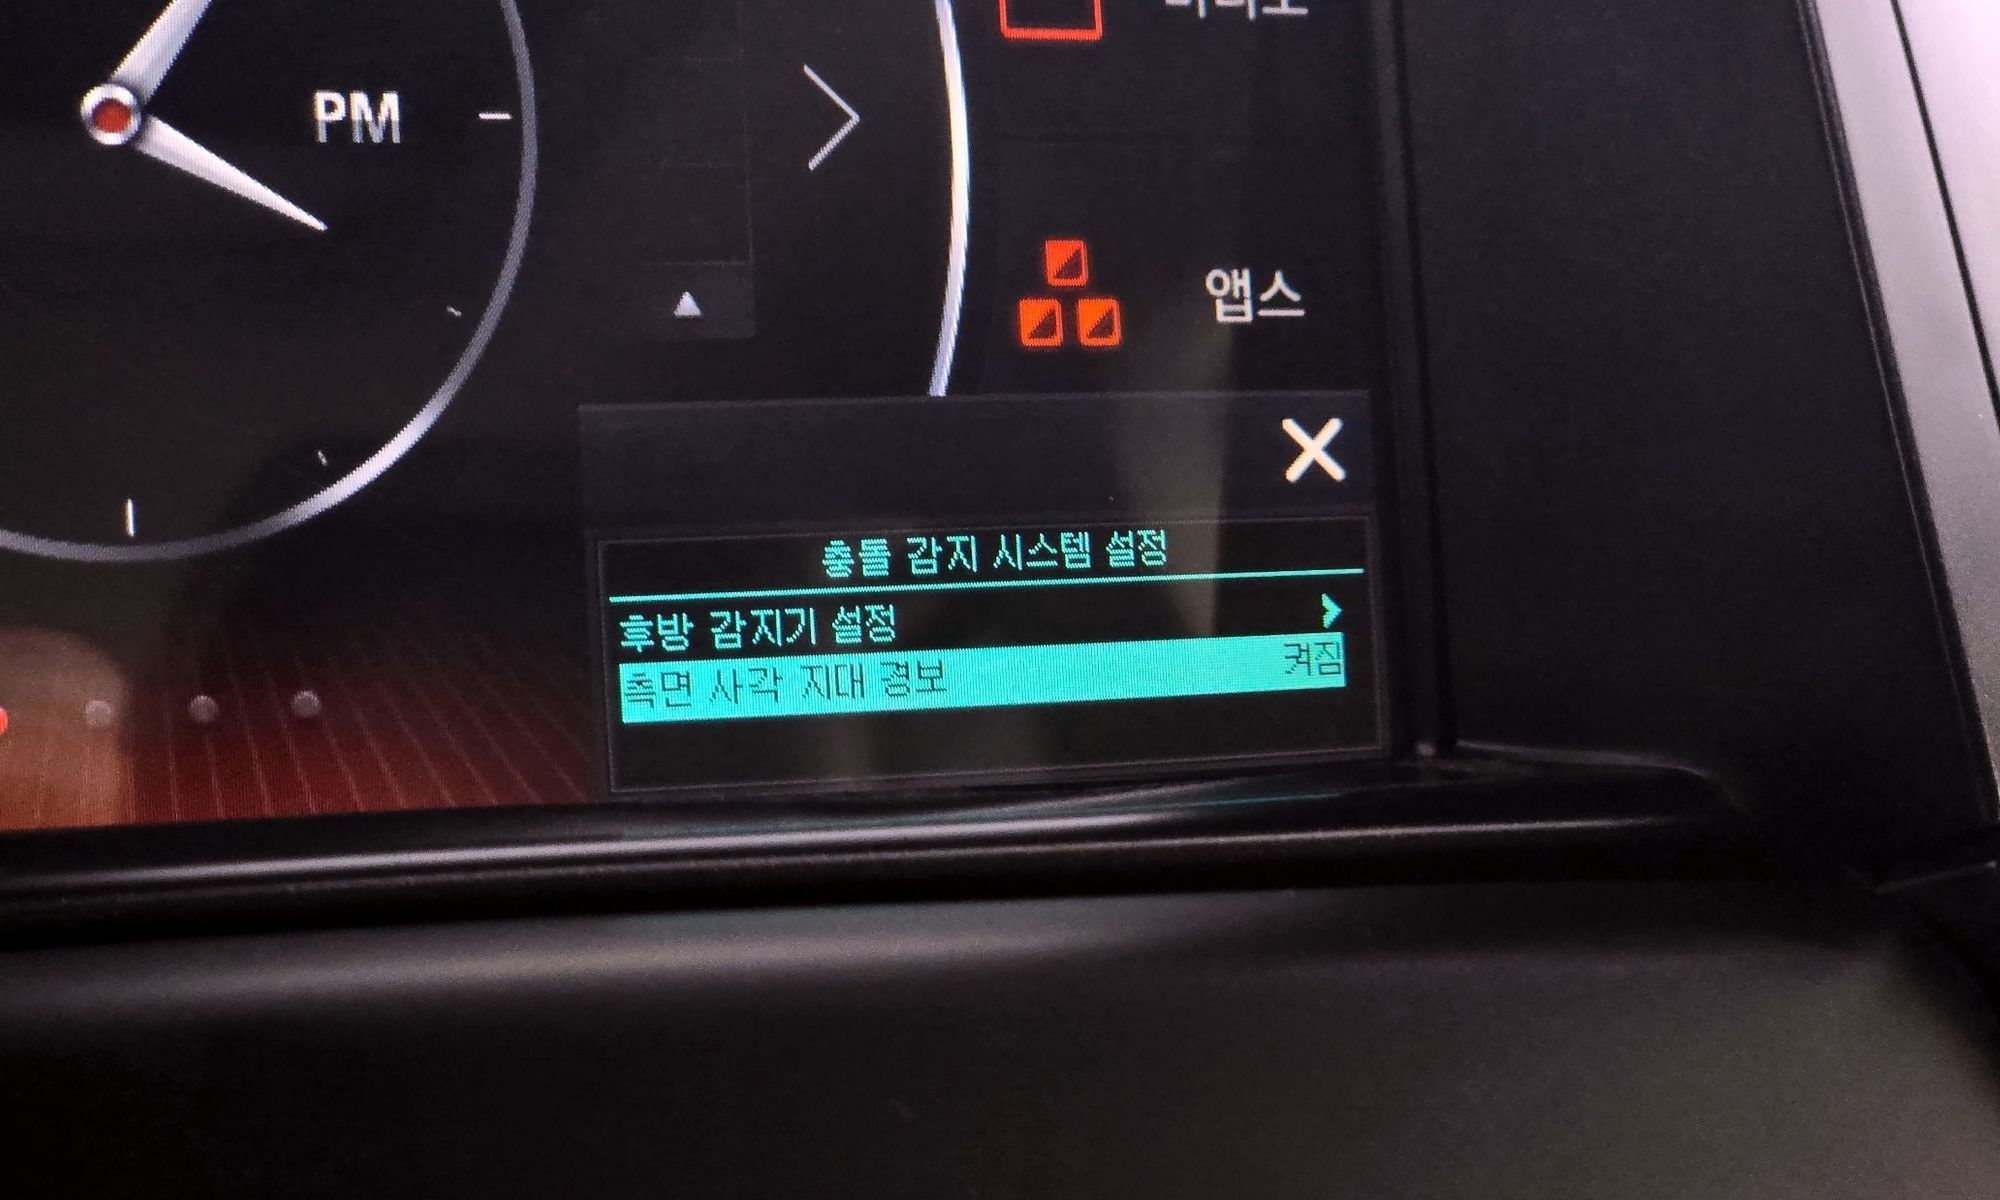 PM
앱스
충돌 감지 시스템 설정
후방 감지기 설정
측면 사각 지대 경보 켜짐